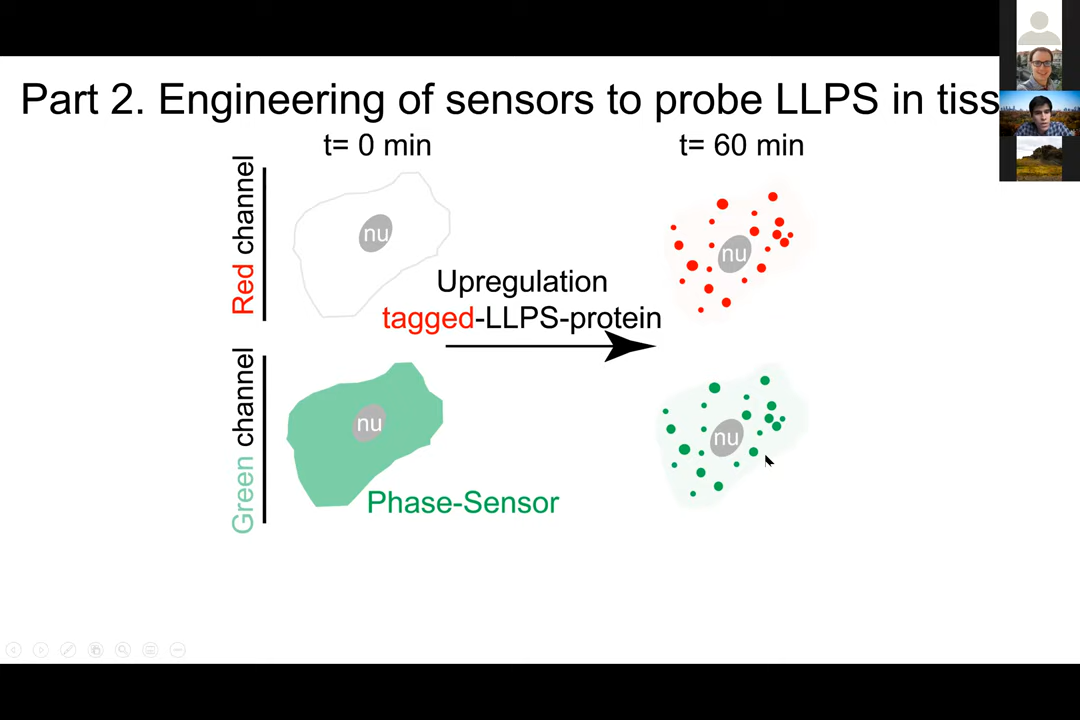 Part 2. Engineering of sensors to probe LLPS in tiss
t= 0 min
t= 60 min
Red channel
nu
nu
Upregulation
tagged-LLPS-protein
Green channel
nu
nu
Phase-Sensor